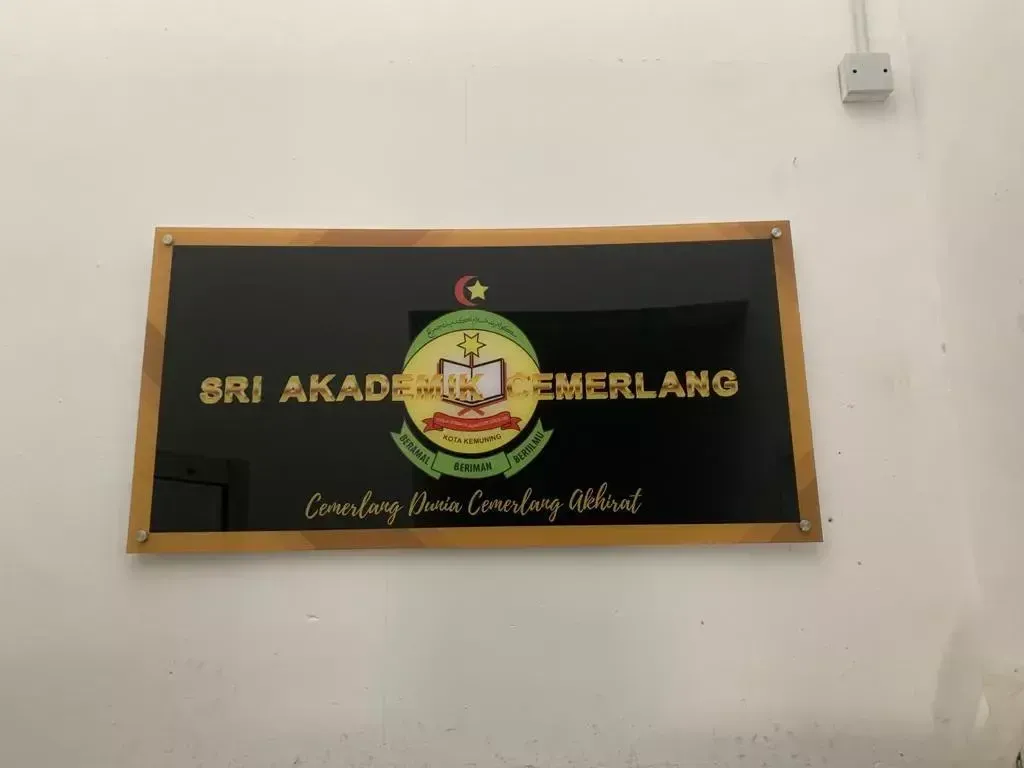 SRI AKADEMIK CEMERLANG
KOTA KEMUNING
BERAMAL BERIMAN BERILMU
Cemerlang Dunia Cemerlang Akhirat